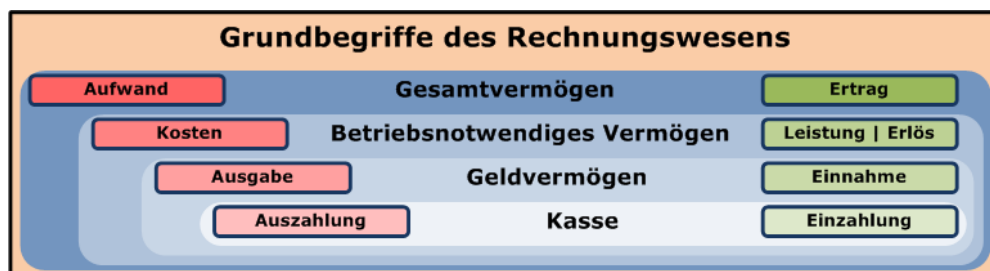 Grundbegriffe des Rechnungswesens
Aufwand Gesamtvermögen Ertrag
Kosten Betriebsnotwendiges Vermögen Leistung | Erlös
Ausgabe Geldvermögen Einnahme
Auszahlung Kasse Einzahlung